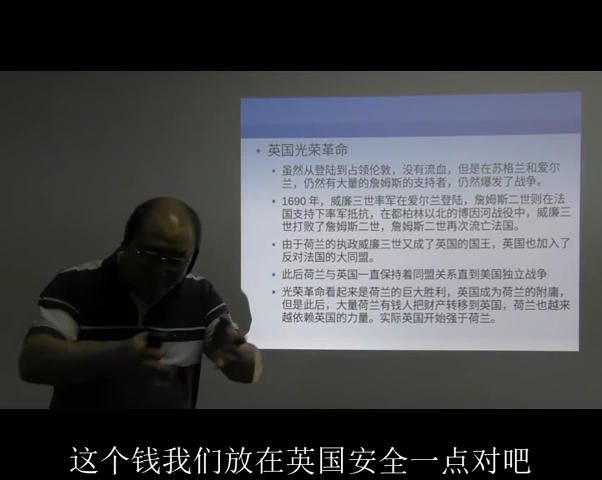 英国光荣革命
虽然从登陆到占领伦敦，没有流血，但是在苏格兰和爱尔
兰，仍然有大量的詹姆斯的支持者，仍然爆发了战争。
1690 年，威廉三世率军在爱尔兰登陆，詹姆斯二世则在法
国支持下率军抵抗，在都柏林以北的博因河战役中，威廉三
世打败了詹姆斯二世，詹姆斯二世再次流亡法国。
由于荷兰的执政威廉三世又成了英国的国王，英国也加入了
反对法国的大同盟。
此后荷兰与英国一直保持着同盟关系直到美国独立战争
光荣革命看起来是荷兰的巨大胜利，英国成为荷兰的附庸，
但是此后，大量荷兰有钱人把财产转移到英国，荷兰也越来
越依赖英国的力量。实际英国开始强于荷兰。
这个钱我们放在英国安全一点对吧